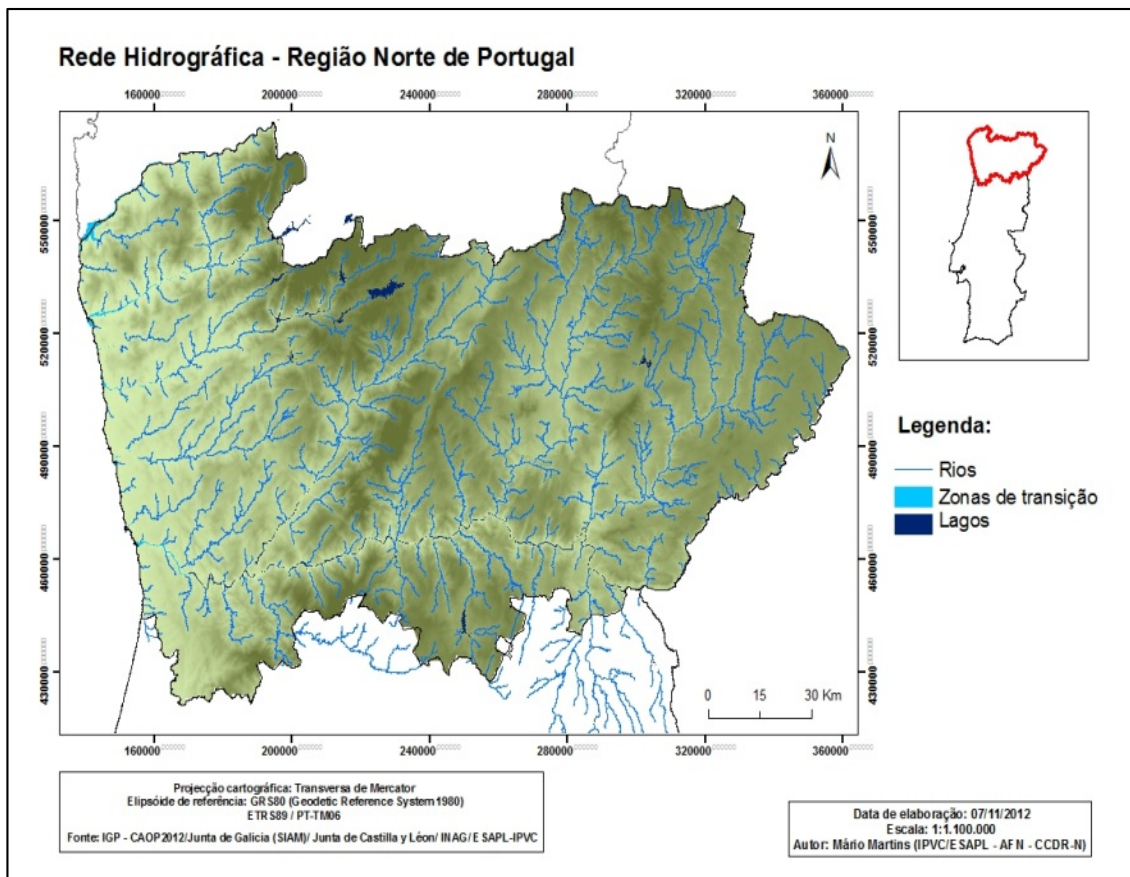 Rede Hidrográfica - Região Norte de Portugal
160000 200000 240000 280000 320000 360000
N
550000 550000
520000 520000
490000 490000
460000 460000
430000 430000
0 15 30 Km
160000 200000 240000 280000 320000 360000
Legenda:
Rios
Zonas de transição
Lagos
Projecção cartográfica: Transversa de Mercator
Elipsóide de referência: GRS80 (Geodetic Reference System 1980)
ETRS89 / PT-TM06
Fonte: IGP - CAOP2012/Junta de Galicia (SIAM)/ Junta de Castilla y Léon/ INAG/ESAPL-IPVC
Data de elaboração: 07/11/2012
Escala: 1:1.100.000
Autor: Mário Martins (IPVC/ESAPL - AFN - CCDR-N)